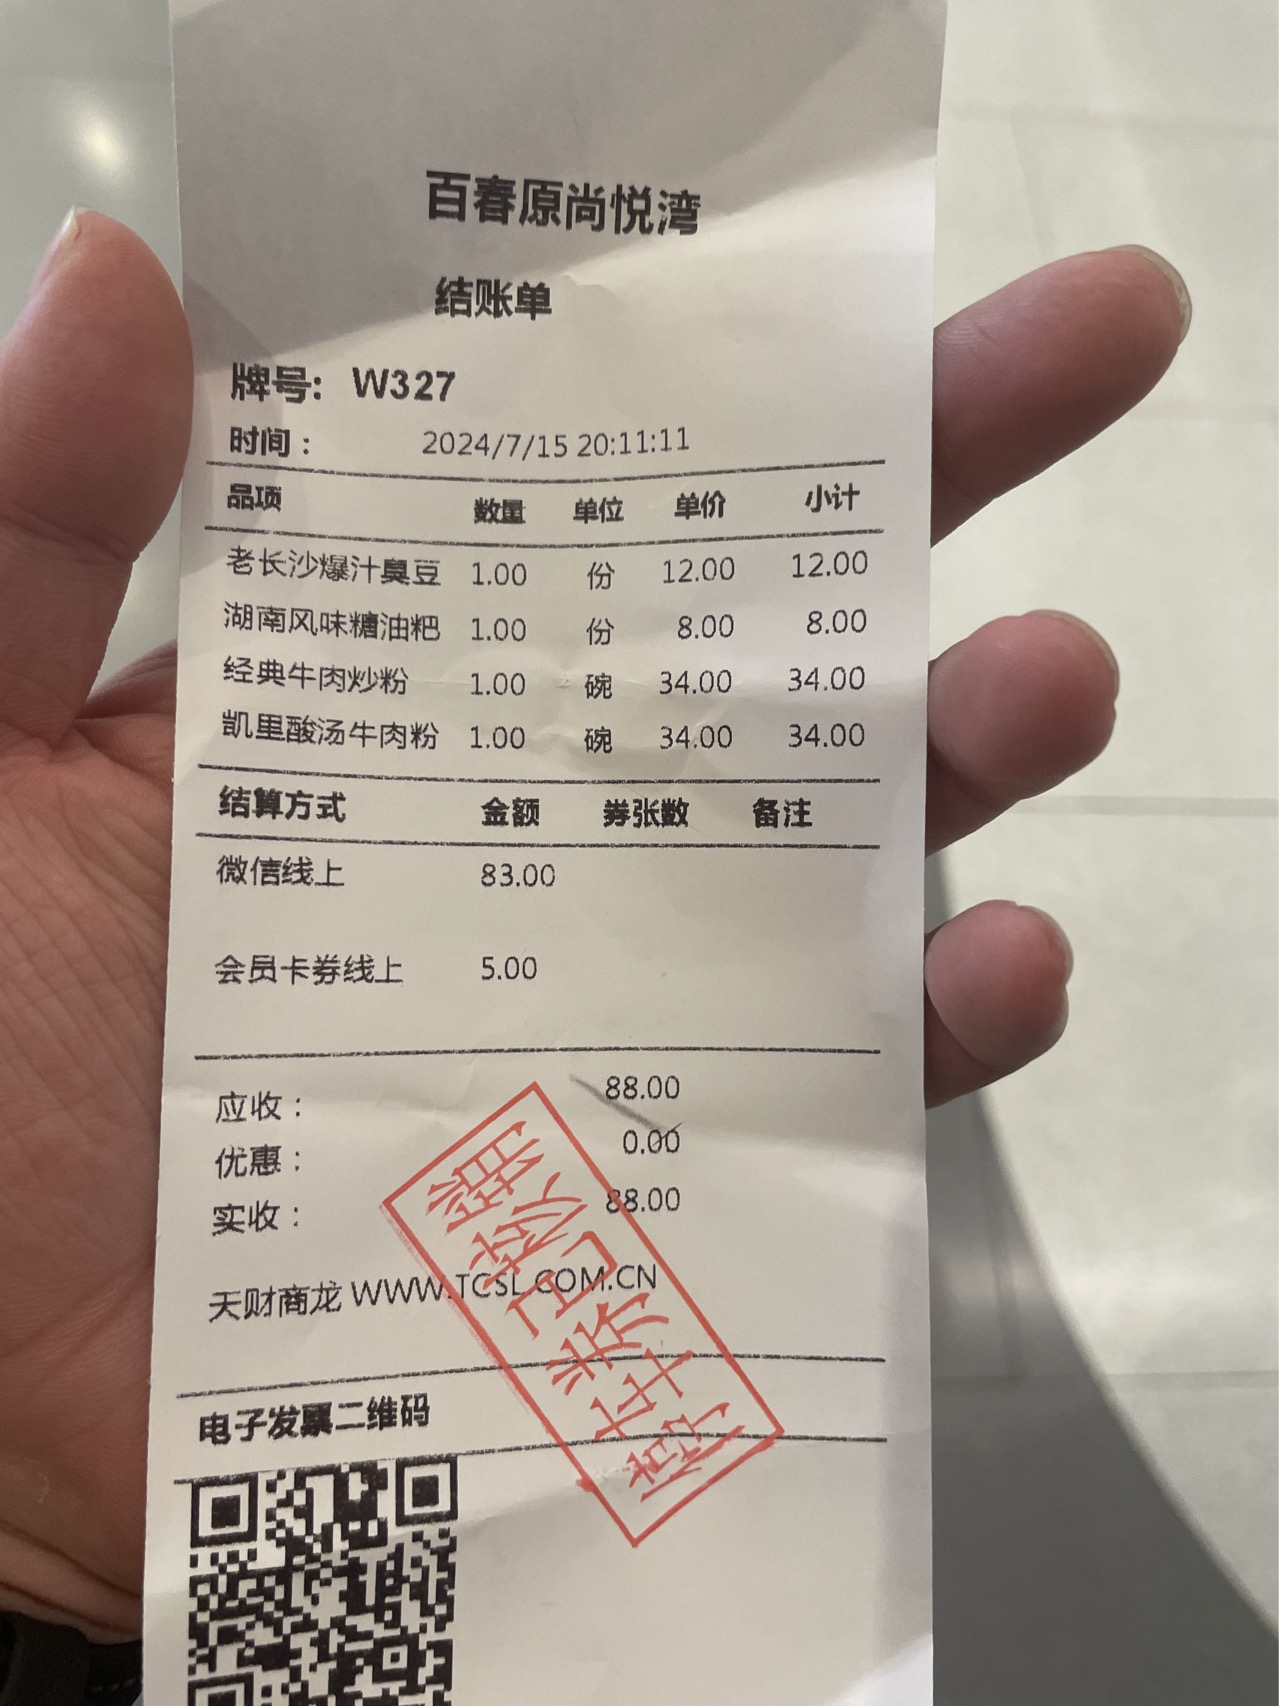 百春原尚悦湾
结账单
牌号: W327
时间： 2024/7/15 20:11:11
品项 数量 单位 单价 小计
老长沙爆汁臭豆 1.00 份 12.00 12.00
湖南风味糖油粑 1.00 份 8.00 8.00
经典牛肉炒粉 1.00 碗 34.00 34.00
凯里酸汤牛肉粉 1.00 碗 34.00 34.00
结算方式 金额 券张数 备注
微信线上 83.00
会员卡券线上 5.00
应收： 88.00
优惠： 0.00
实收： 88.00
天财商龙 WWW.TCSL.COM.CN
电子发票二维码